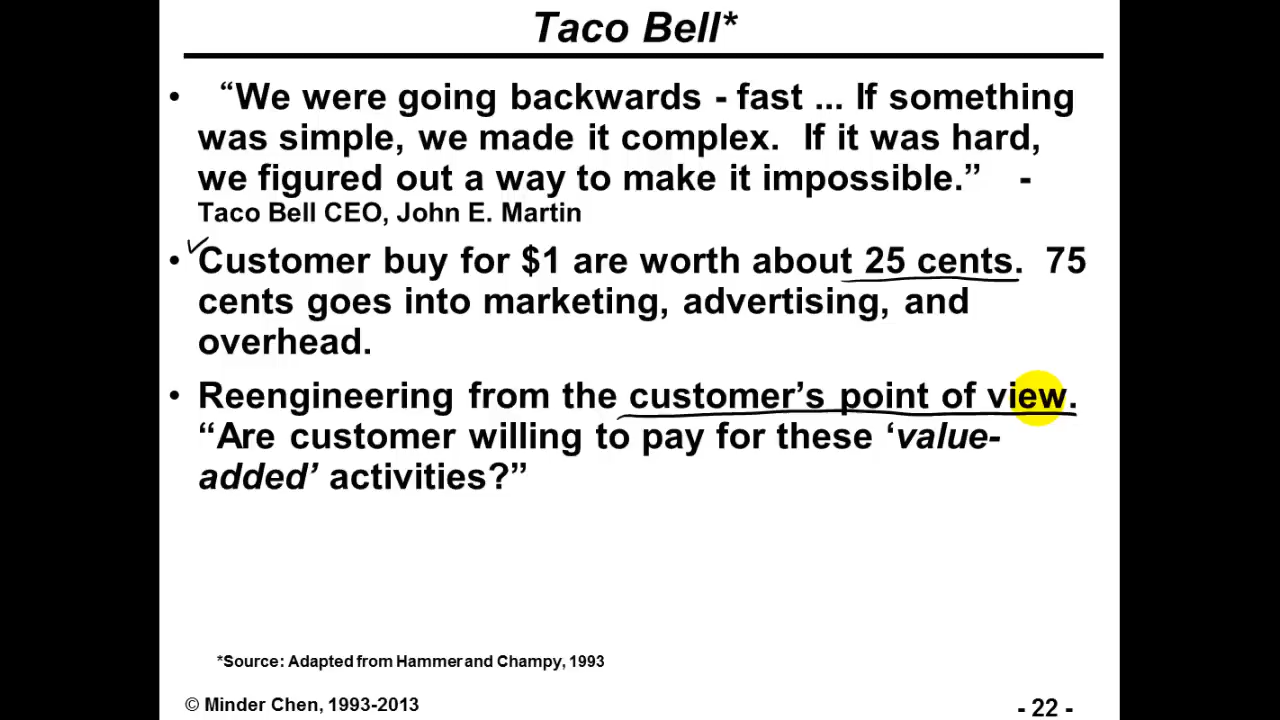 Taco Bell*
• “We were going backwards - fast ... If something
was simple, we made it complex. If it was hard,
we figured out a way to make it impossible.” -
Taco Bell CEO, John E. Martin
• Customer buy for $1 are worth about 25 cents. 75
cents goes into marketing, advertising, and
overhead.
• Reengineering from the customer’s point of view.
“Are customer willing to pay for these ‘value-
added’ activities?”
*Source: Adapted from Hammer and Champy, 1993
© Minder Chen, 1993-2013
- 22 -